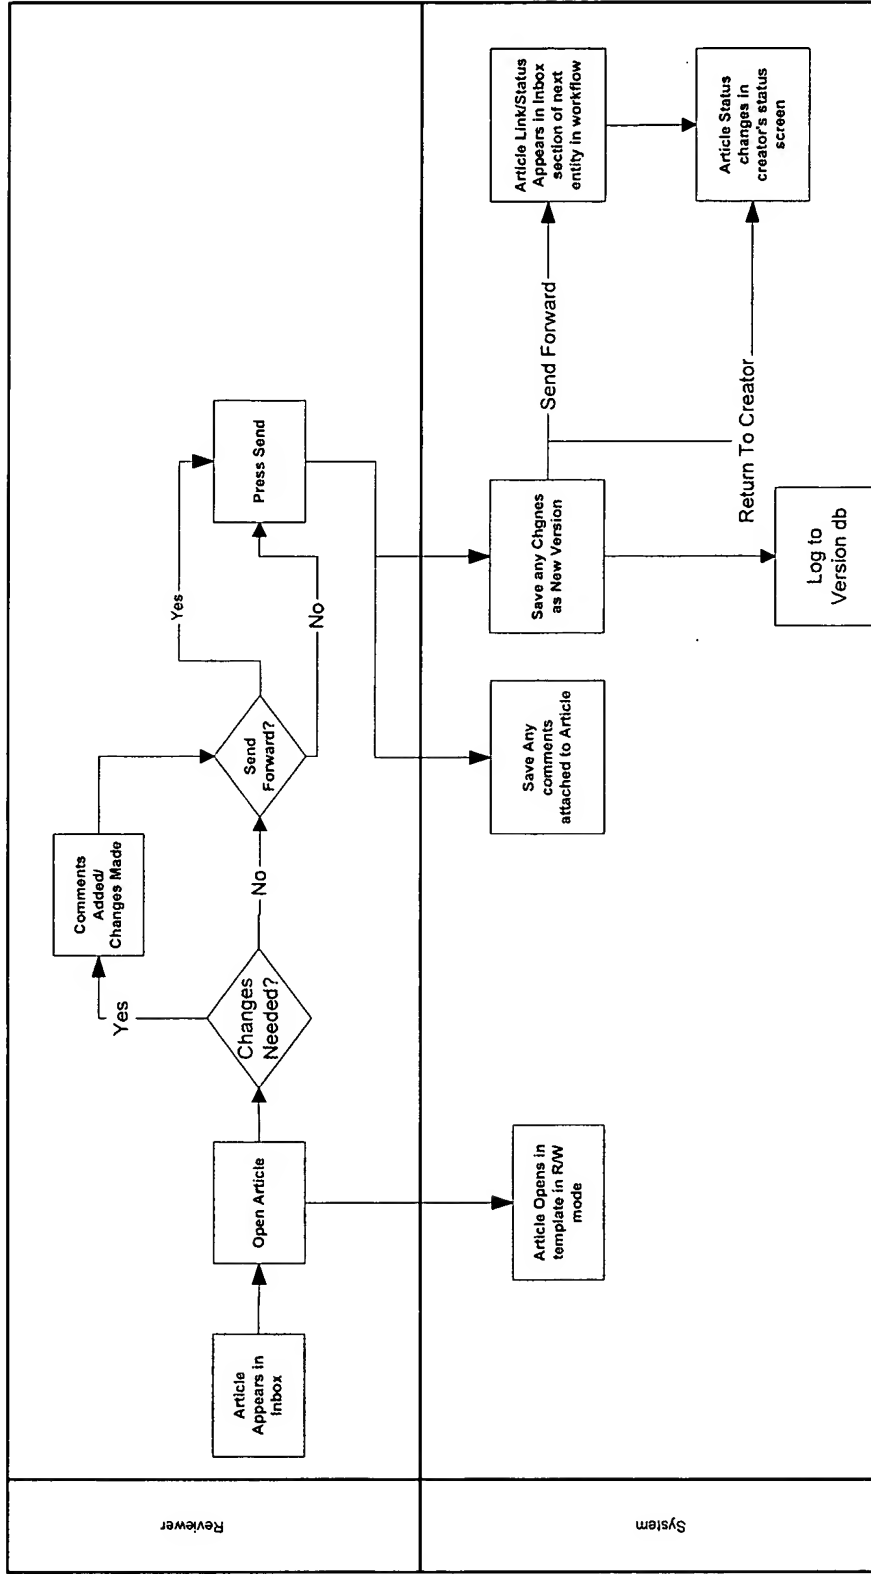 Reviewer
Article
Appears in
Inbox
Open Article
Changes
Needed?
Yes
No
Comments
Added/
Changes Made
Send
Forward?
Yes
No
Press Send
System
Article Opens in
template in R/W
mode
Save Any
comments
attached to Article
Save any Chgnes
as New Version
Log to
Version db
Send Forward
Return To Creator
Article Link/Status
Appears in Inbox
section of next
entity in workflow
Article Status
changes in
creator's status
screen